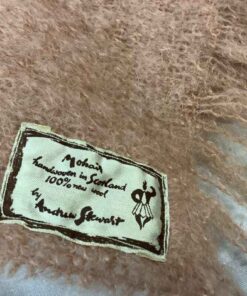 Mohair
handwoven in Scotland
100% new wool
by
Andrew Stewart